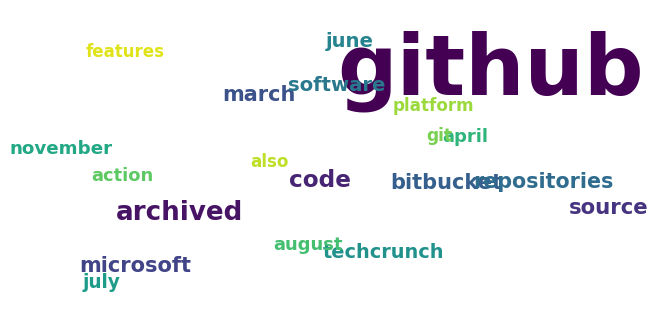 june
features
github
software
march
platform
git
april
november
also
action
code
bitbucket
repositories
source
archived
august
techcrunch
microsoft
july